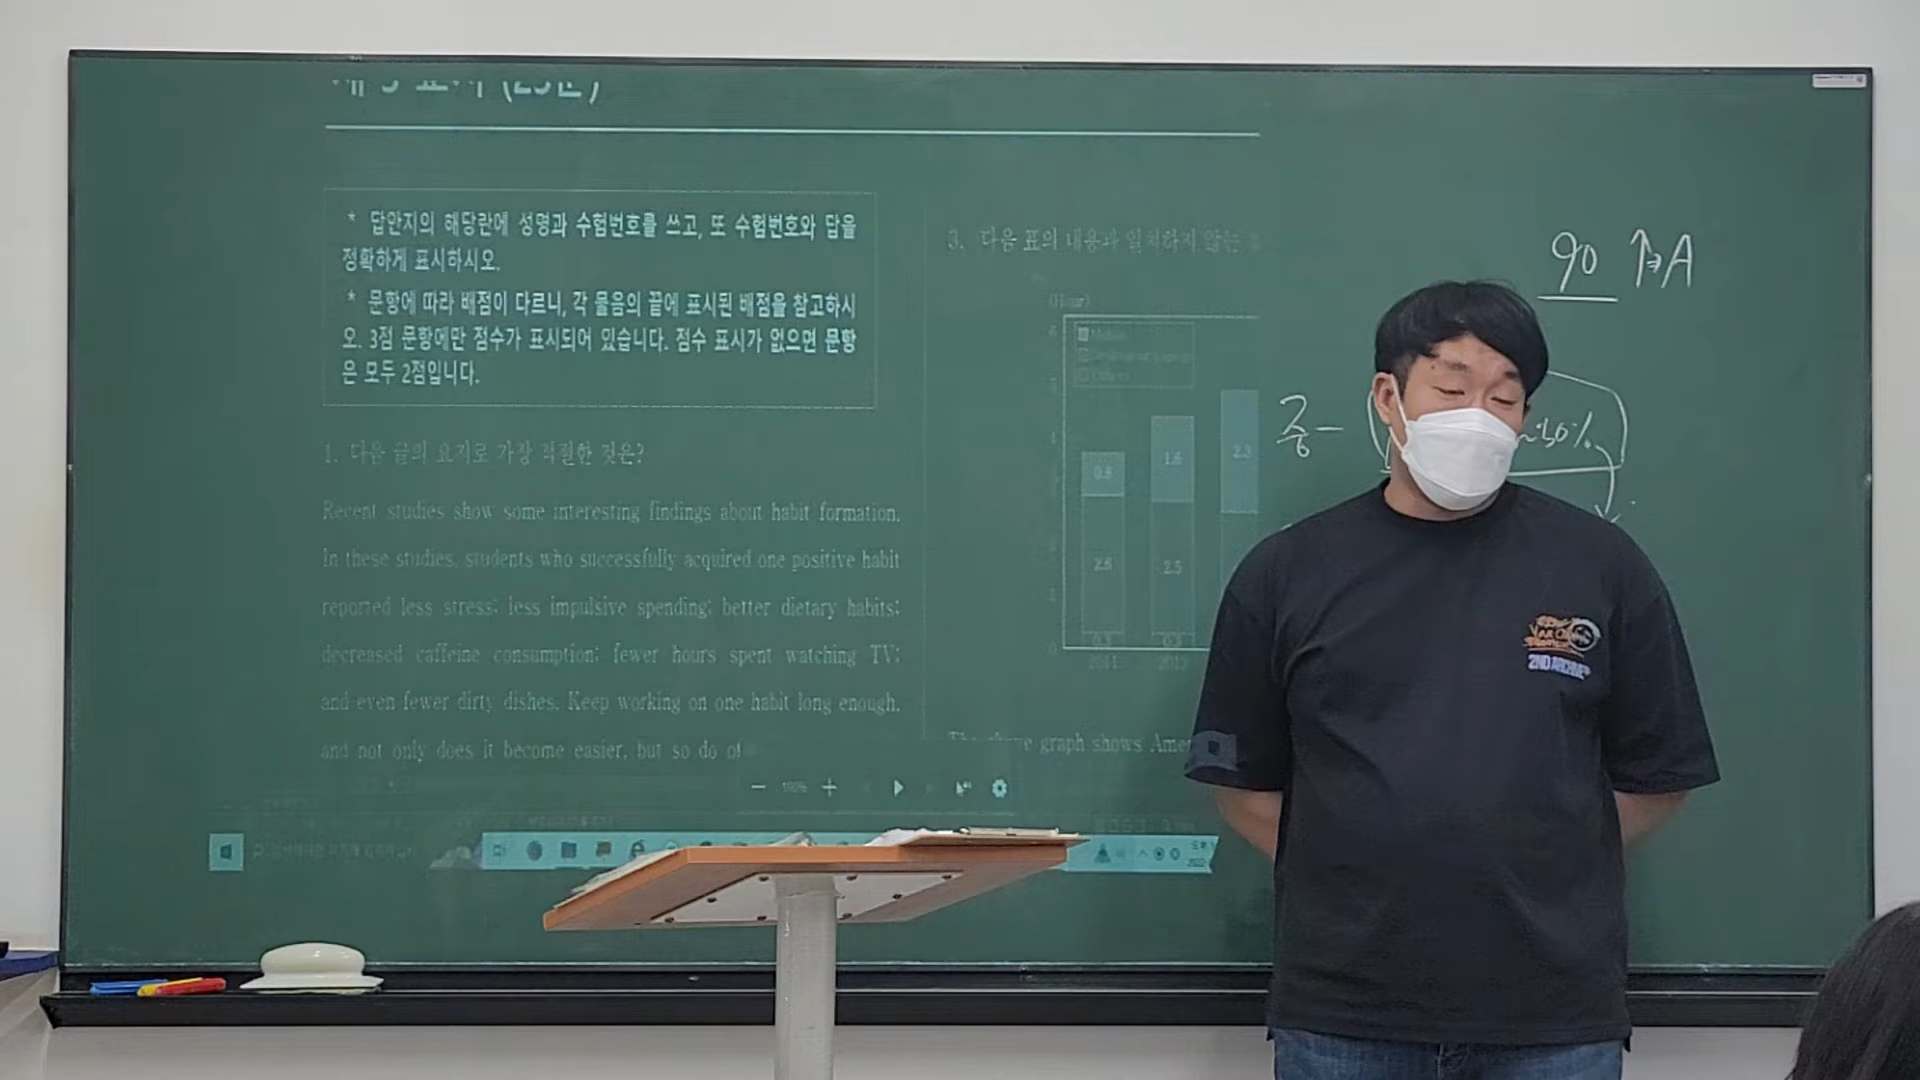 * 답안지의 해당란에 성명과 수험번호를 쓰고, 또 수험번호와 답을
정확하게 표시하시오.
* 문항에 따라 배점이 다르니, 각 물음의 끝에 표시된 배점을 참고하시
오. 3점 문항에만 점수가 표시되어 있습니다. 점수 표시가 없으면 문항
은 모두 2점입니다.
1. 다음 글의 요지로 가장 적절한 것은?
Recent studies show some interesting findings about habit formation.
In these studies, students who successfully acquired one positive habit
reported less stress; less impulsive spending; better dietary habits;
decreased caffeine consumption; fewer hours spent watching TV;
and even fewer dirty dishes. Keep working on one habit long enough,
and not only does it become easier, but so do
3. 다음 표의 내용과 일치하지 않는
(Hour)
0.8 1.6 2.3
2.6 2.5
2011 2012
graph shows
90 ↑ A
중 - ~30%
2ND ARCHIVE